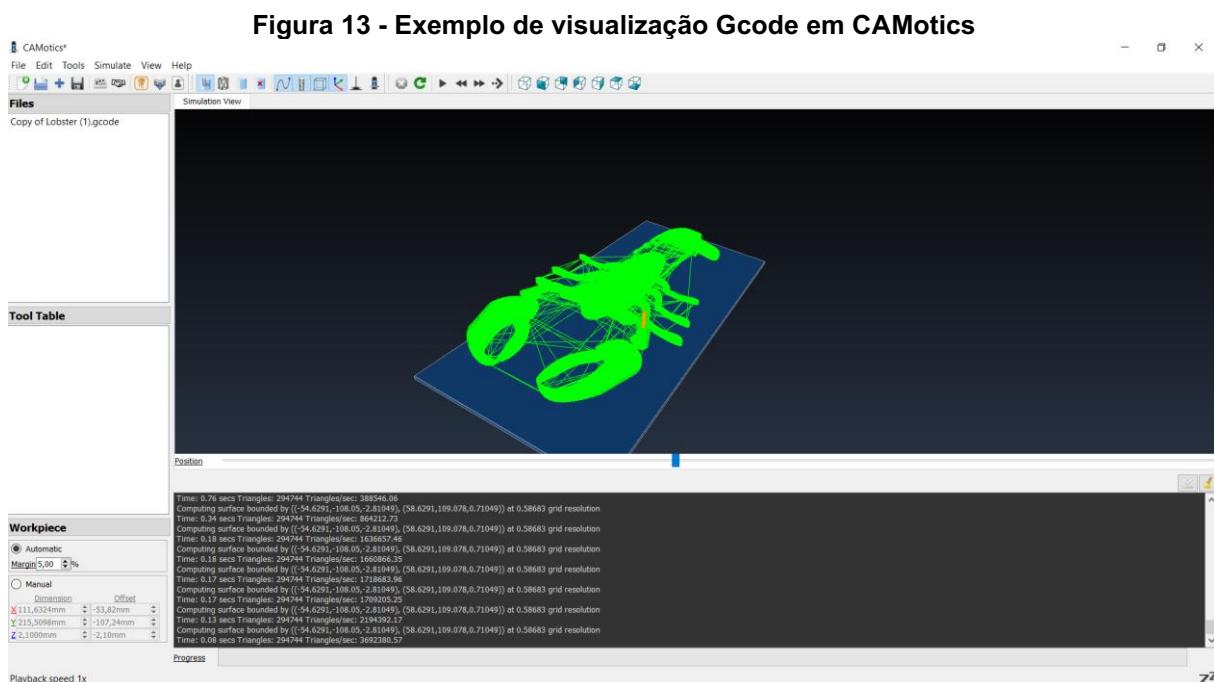 Figura 13 - Exemplo de visualização Gcode em CAMotics
CAMotics*
File Edit Tools Simulate View Help
Files
Simulation View
Copy of Lobster (1).gcode
Tool Table
Position
Time: 0.76 secs Triangles: 294744 Triangles/sec: 388546.06
Computing surface bounded by ((-54.6291,-108.05,-2.81049), (58.6291,109.078,0.71049)) at 0.58683 grid resolution
Time: 0.34 secs Triangles: 294744 Triangles/sec: 864212.73
Computing surface bounded by ((-54.6291,-108.05,-2.81049), (58.6291,109.078,0.71049)) at 0.58683 grid resolution
Time: 0.18 secs Triangles: 294744 Triangles/sec: 1636657.46
Computing surface bounded by ((-54.6291,-108.05,-2.81049), (58.6291,109.078,0.71049)) at 0.58683 grid resolution
Time: 0.18 secs Triangles: 294744 Triangles/sec: 1660866.35
Computing surface bounded by ((-54.6291,-108.05,-2.81049), (58.6291,109.078,0.71049)) at 0.58683 grid resolution
Time: 0.17 secs Triangles: 294744 Triangles/sec: 1718683.96
Computing surface bounded by ((-54.6291,-108.05,-2.81049), (58.6291,109.078,0.71049)) at 0.58683 grid resolution
Time: 0.17 secs Triangles: 294744 Triangles/sec: 1709205.25
Computing surface bounded by ((-54.6291,-108.05,-2.81049), (58.6291,109.078,0.71049)) at 0.58683 grid resolution
Time: 0.13 secs Triangles: 294744 Triangles/sec: 2194392.17
Computing surface bounded by ((-54.6291,-108.05,-2.81049), (58.6291,109.078,0.71049)) at 0.58683 grid resolution
Time: 0.08 secs Triangles: 294744 Triangles/sec: 3692380.57
Workpiece
Automatic
Margin 5,00 %
Manual
Dimension Offset
X 111,6324mm -53,82mm
Y 215,5098mm -107,24mm
Z 2,1000mm -2,10mm
Progress
Playback speed 1x